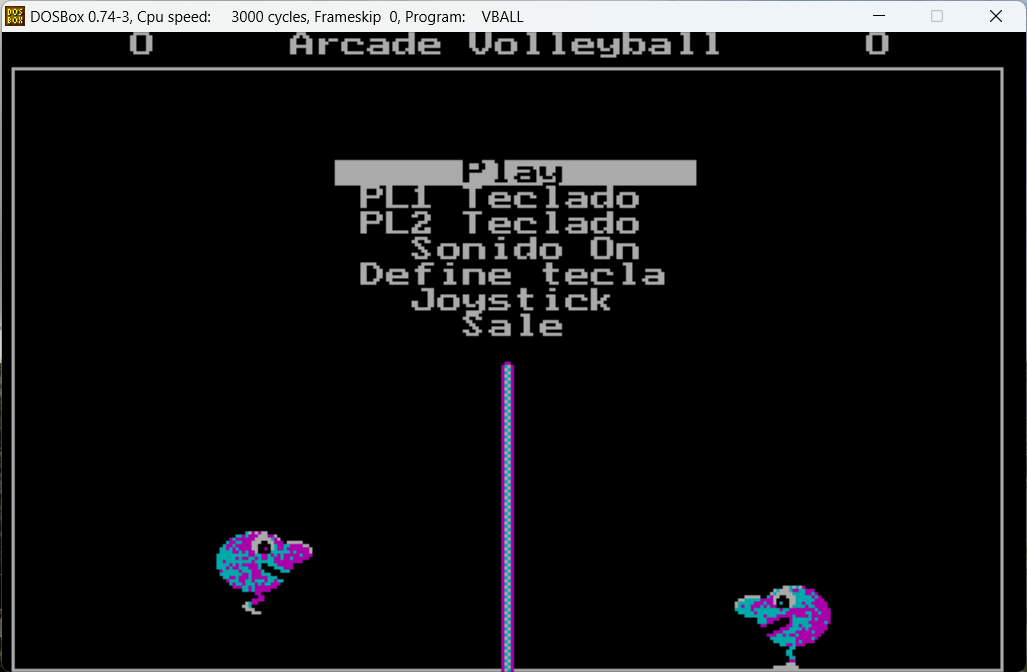 DOSBox 0.74-3, Cpu speed: 3000 cycles, Frameskip 0, Program: VBALL
0 Arcade Volleyball 0
Play
PL1 Teclado
PL2 Teclado
Sonido On
Define tecla
Joystick
Sale